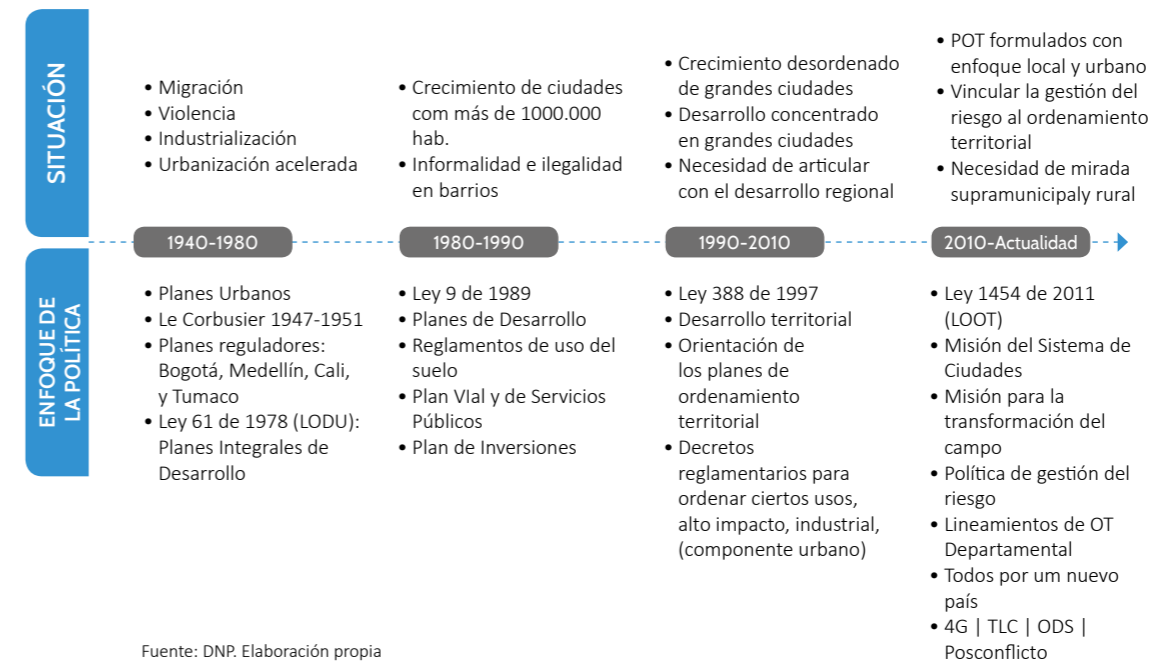 SITUACIÓN
• Migración
• Violencia
• Industrialización
• Urbanización acelerada
• Crecimiento de ciudades
com más de 1000.000
hab.
• Informalidad e ilegalidad
en barrios
• Crecimiento desordenado
de grandes ciudades
• Desarrollo concentrado
en grandes ciudades
• Necesidad de articular
con el desarrollo regional
• POT formulados con
enfoque local y urbano
• Vincular la gestión del
riesgo al ordenamiento
territorial
• Necesidad de mirada
supramunicipaly rural
1940-1980
1980-1990
1990-2010
2010-Actualidad
ENFOQUE DE
LA POLÍTICA
• Planes Urbanos
• Le Corbusier 1947-1951
• Planes reguladores:
Bogotá, Medellín, Cali,
y Tumaco
• Ley 61 de 1978 (LODU):
Planes Integrales de
Desarrollo
• Ley 9 de 1989
• Planes de Desarrollo
• Reglamentos de uso del
suelo
• Plan VIal y de Servicios
Públicos
• Plan de Inversiones
• Ley 388 de 1997
• Desarrollo territorial
• Orientación de
los planes de
ordenamiento
territorial
• Decretos
reglamentarios para
ordenar ciertos usos,
alto impacto, industrial,
(componente urbano)
• Ley 1454 de 2011
(LOOT)
• Misión del Sistema de
Ciudades
• Misión para la
transformación del
campo
• Política de gestión del
riesgo
• Lineamientos de OT
Departamental
• Todos por um nuevo
país
• 4G | TLC | ODS |
Posconflicto
Fuente: DNP. Elaboración propia